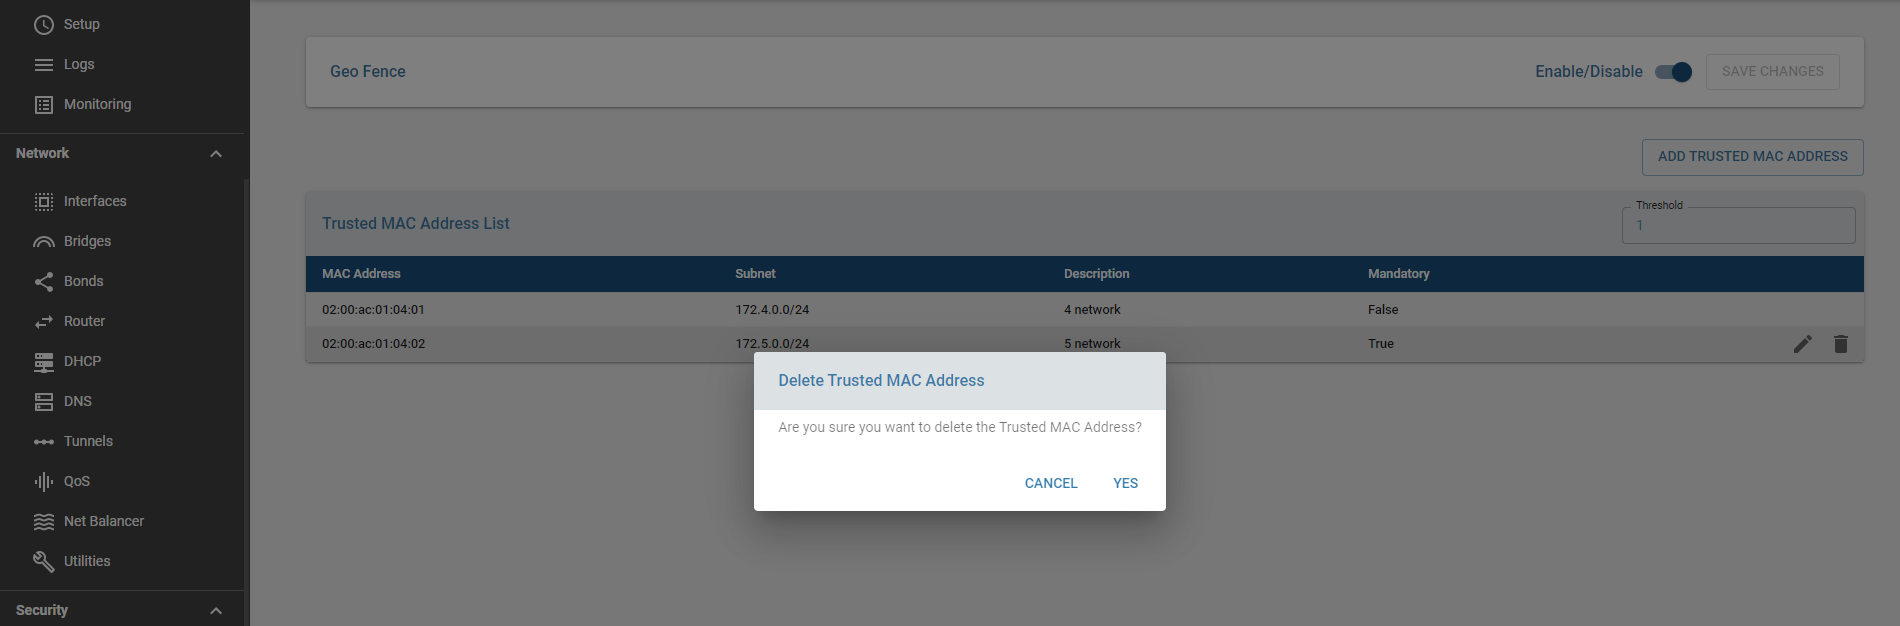 Setup
Logs
Monitoring
Network
Interfaces
Bridges
Bonds
Router
DHCP
DNS
Tunnels
QoS
Net Balancer
Utilities
Security
Geo Fence
Enable/Disable
SAVE CHANGES
ADD TRUSTED MAC ADDRESS
Trusted MAC Address List
Threshold
1
MAC Address Subnet Description Mandatory
02:00:ac:01:04:01 172.4.0.0/24 4 network False
02:00:ac:01:04:02 172.5.0.0/24 5 network True
Delete Trusted MAC Address
Are you sure you want to delete the Trusted MAC Address?
CANCEL YES